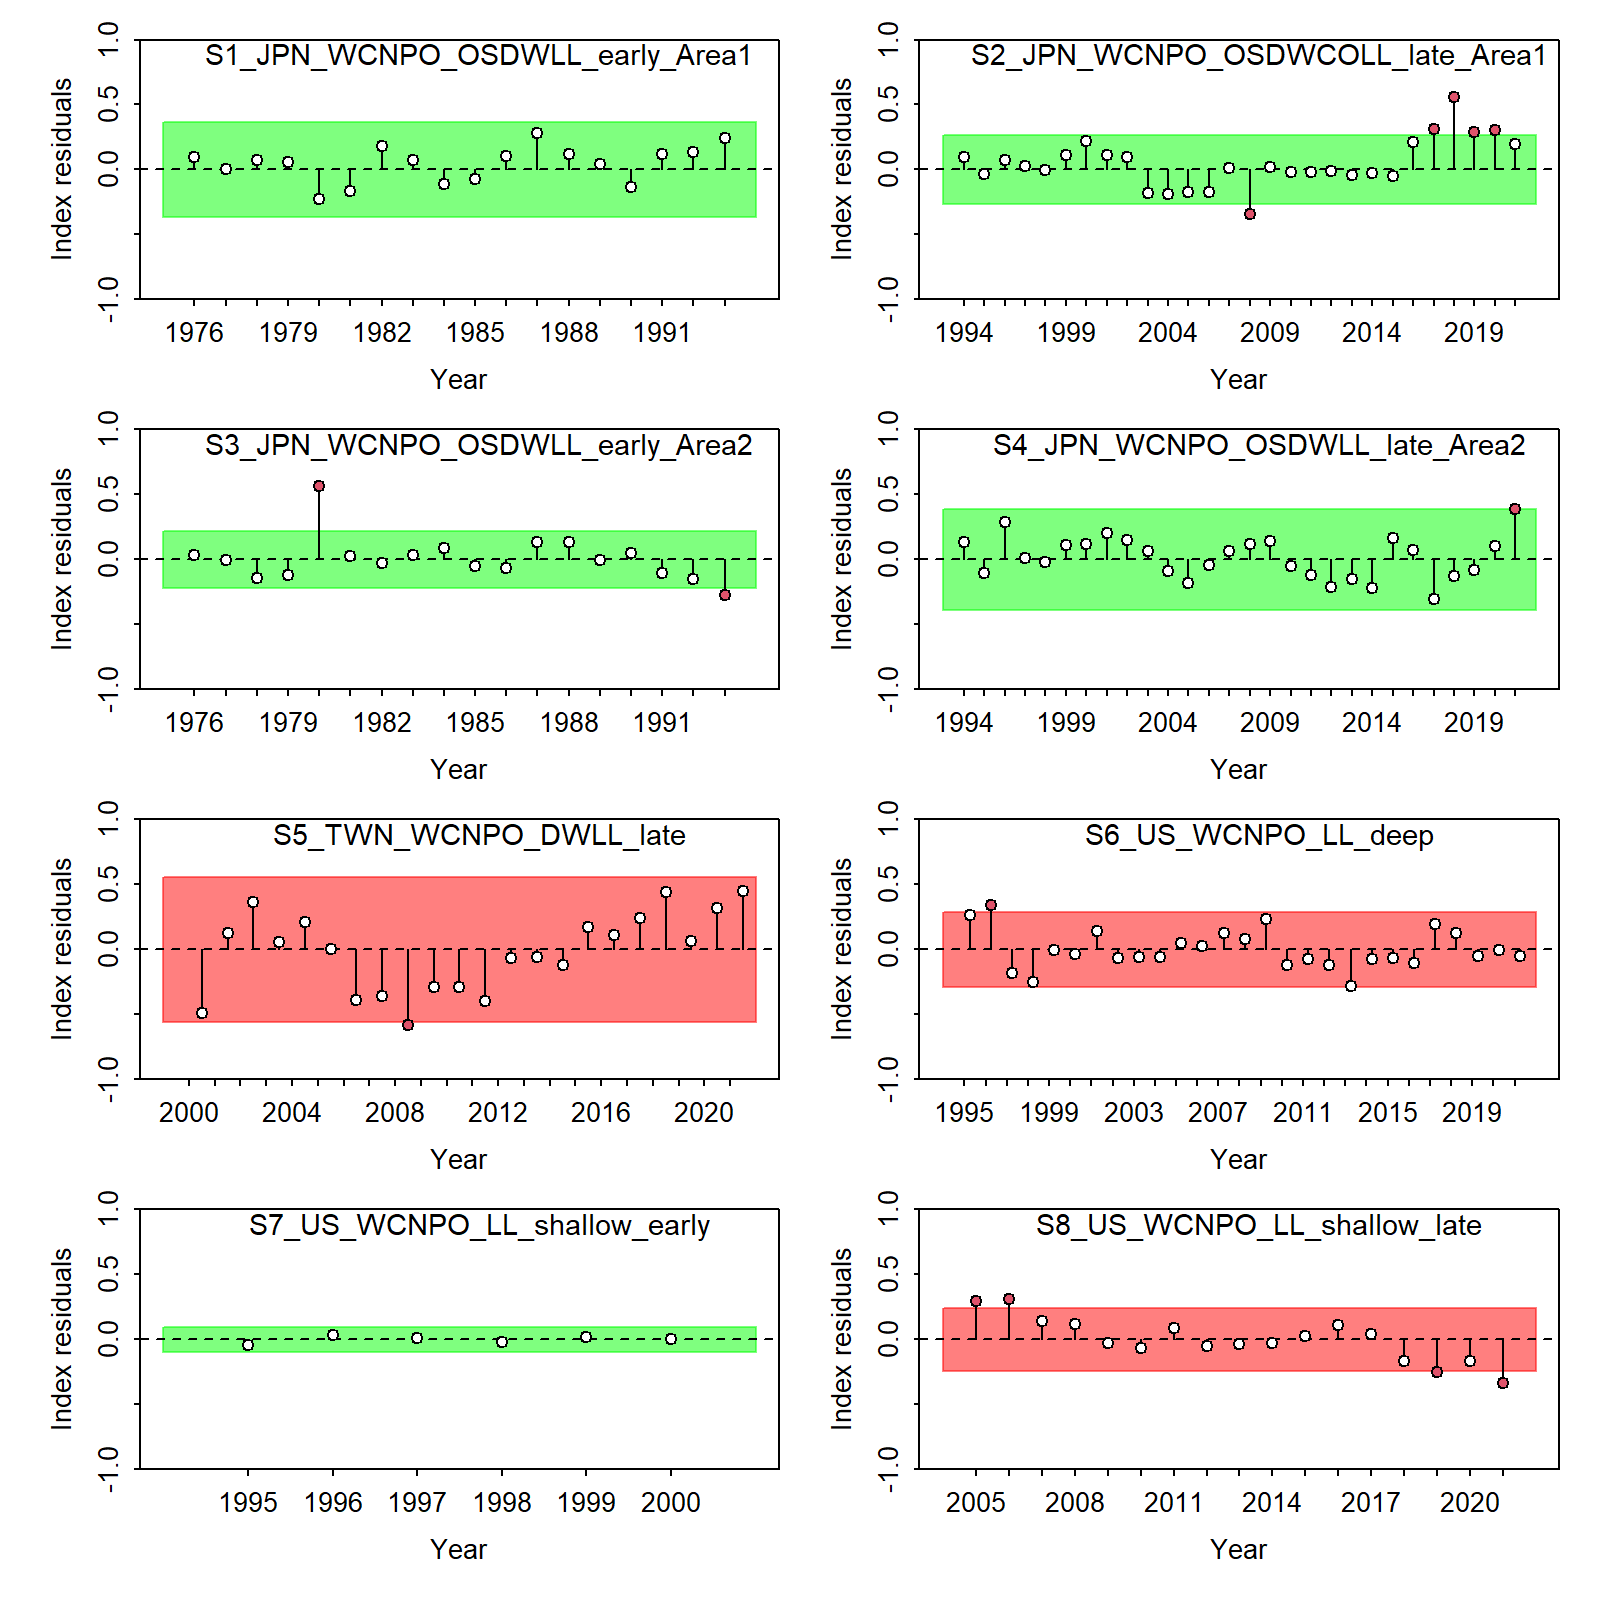 S1_JPN_WCNPO_OSDWLL_early_Area1
Index residuals
1.0
0.5
0.0
-1.0
1976 1979 1982 1985 1988 1991
Year
S2_JPN_WCNPO_OSDWCOLL_late_Area1
Index residuals
1.0
0.5
0.0
-1.0
1994 1999 2004 2009 2014 2019
Year
S3_JPN_WCNPO_OSDWLL_early_Area2
Index residuals
1.0
0.5
0.0
-1.0
1976 1979 1982 1985 1988 1991
Year
S4_JPN_WCNPO_OSDWLL_late_Area2
Index residuals
1.0
0.5
0.0
-1.0
1994 1999 2004 2009 2014 2019
Year
S5_TWN_WCNPO_DWLL_late
Index residuals
1.0
0.5
0.0
-1.0
2000 2004 2008 2012 2016 2020
Year
S6_US_WCNPO_LL_deep
Index residuals
1.0
0.5
0.0
-1.0
1995 1999 2003 2007 2011 2015 2019
Year
S7_US_WCNPO_LL_shallow_early
Index residuals
1.0
0.5
0.0
-1.0
1995 1996 1997 1998 1999 2000
Year
S8_US_WCNPO_LL_shallow_late
Index residuals
1.0
0.5
0.0
-1.0
2005 2008 2011 2014 2017 2020
Year